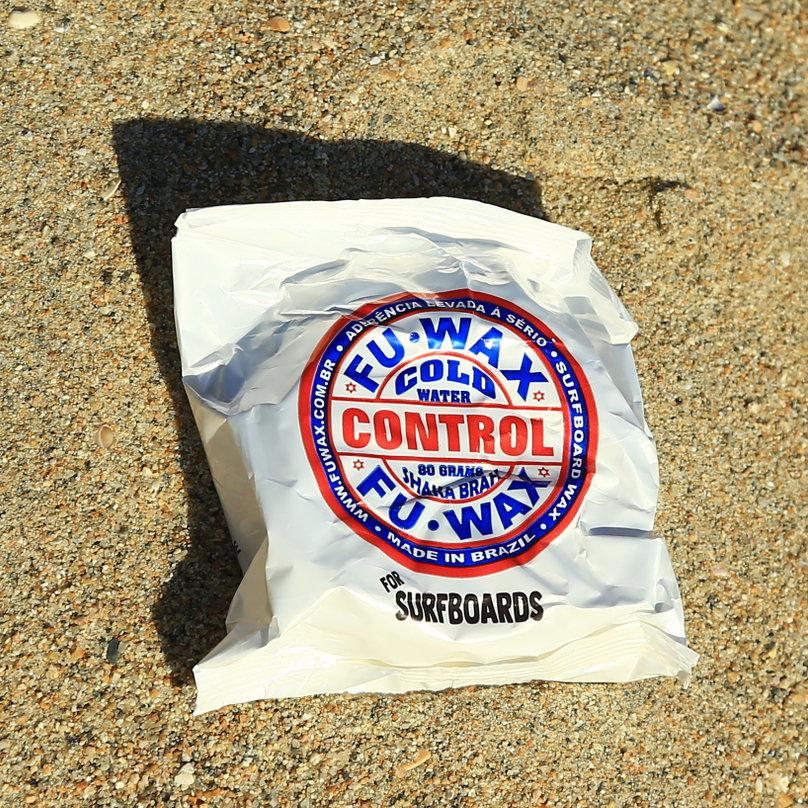 ADERÊNCIA LEVADA À SÉRIO
FU•WAX
COLD
WATER
CONTROL
80 GRAMS
SHAKA BRAH
FU•WAX
WWW.FUWAX.COM.BR • • SURFBOARD WAX •
• MADE IN BRAZIL •
FOR
SURFBOARDS